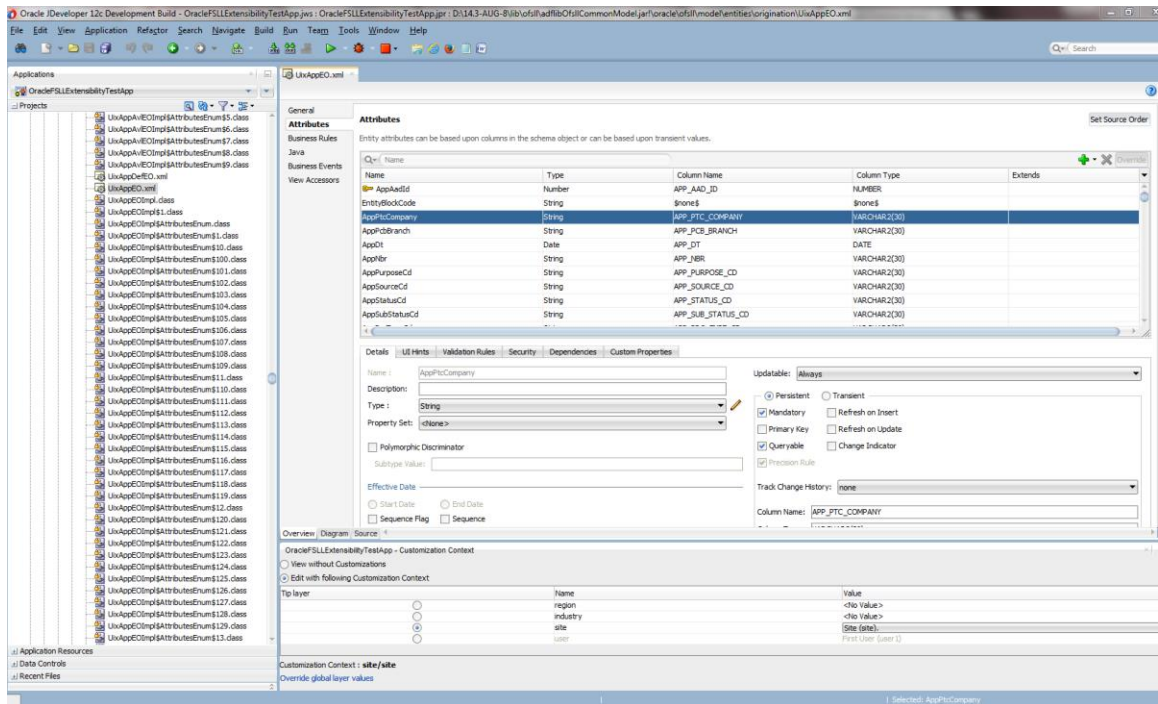 Oracle JDeveloper 12c Development Build - OracleFSLLExtensibilityTestApp.jws : OracleFSLLExtensibilityTestApp.jpr : D:\14.3-AUG-8\lib\ofsll\adflibOfsllCommonModel.jar!\oracle\ofsll\model\entities\origination\UixAppEO.xml
File Edit View Application Refactor Search Navigate Build Run Team Tools Window Help
Search
Applications
UixAppEO.xml
OracleFSLLExtensibilityTestApp
Projects
UixAppAvlEOImpl$AttributesEnum$5.class
UixAppAvlEOImpl$AttributesEnum$6.class
UixAppAvlEOImpl$AttributesEnum$7.class
UixAppAvlEOImpl$AttributesEnum$8.class
UixAppAvlEOImpl$AttributesEnum$9.class
UixAppDefEO.xml
UixAppEO.xml
UixAppEOImpl.class
UixAppEOImpl$1.class
UixAppEOImpl$AttributesEnum.class
UixAppEOImpl$AttributesEnum$1.class
UixAppEOImpl$AttributesEnum$10.class
UixAppEOImpl$AttributesEnum$100.class
UixAppEOImpl$AttributesEnum$101.class
UixAppEOImpl$AttributesEnum$102.class
UixAppEOImpl$AttributesEnum$103.class
UixAppEOImpl$AttributesEnum$104.class
UixAppEOImpl$AttributesEnum$105.class
UixAppEOImpl$AttributesEnum$106.class
UixAppEOImpl$AttributesEnum$107.class
UixAppEOImpl$AttributesEnum$108.class
UixAppEOImpl$AttributesEnum$109.class
UixAppEOImpl$AttributesEnum$11.class
UixAppEOImpl$AttributesEnum$110.class
UixAppEOImpl$AttributesEnum$111.class
UixAppEOImpl$AttributesEnum$112.class
UixAppEOImpl$AttributesEnum$113.class
UixAppEOImpl$AttributesEnum$114.class
UixAppEOImpl$AttributesEnum$115.class
UixAppEOImpl$AttributesEnum$116.class
UixAppEOImpl$AttributesEnum$117.class
UixAppEOImpl$AttributesEnum$118.class
UixAppEOImpl$AttributesEnum$119.class
UixAppEOImpl$AttributesEnum$12.class
UixAppEOImpl$AttributesEnum$120.class
UixAppEOImpl$AttributesEnum$121.class
UixAppEOImpl$AttributesEnum$122.class
UixAppEOImpl$AttributesEnum$123.class
UixAppEOImpl$AttributesEnum$124.class
UixAppEOImpl$AttributesEnum$125.class
UixAppEOImpl$AttributesEnum$126.class
UixAppEOImpl$AttributesEnum$127.class
UixAppEOImpl$AttributesEnum$128.class
UixAppEOImpl$AttributesEnum$129.class
UixAppEOImpl$AttributesEnum$13.class
Application Resources
Data Controls
Recent Files
General
Attributes
Business Rules
Java
Business Events
View Accessors
Attributes Set Source Order
Entity attributes can be based upon columns in the schema object or can be based upon transient values.
Name Override
Name Type Column Name Column Type Extends
AppAadId Number APP_AAD_ID NUMBER
EntityBlockCode String $none$ $none$
AppPtcCompany String APP_PTC_COMPANY VARCHAR2(30)
AppPcbBranch String APP_PCB_BRANCH VARCHAR2(30)
AppDt Date APP_DT DATE
AppNbr String APP_NBR VARCHAR2(30)
AppPurposeCd String APP_PURPOSE_CD VARCHAR2(30)
AppSourceCd String APP_SOURCE_CD VARCHAR2(30)
AppStatusCd String APP_STATUS_CD VARCHAR2(30)
AppSubStatusCd String APP_SUB_STATUS_CD VARCHAR2(30)
Details UI Hints Validation Rules Security Dependencies Custom Properties
Name : AppPtcCompany
Description:
Type : String
Property Set: <None>
Polymorphic Discriminator
Subtype Value:
Effective Date
Start Date End Date
Sequence Flag Sequence
Updatable: Always
Persistent Transient
Mandatory Refresh on Insert
Primary Key Refresh on Update
Queryable Change Indicator
Precision Rule
Track Change History: none
Column Name: APP_PTC_COMPANY
Overview Diagram Source
OracleFSLLExtensibilityTestApp - Customization Context
View without Customizations
Edit with following Customization Context
Tip layer Name Value
region <No Value>
industry <No Value>
site Site {site}.
user First User {user1}
Customization Context : site/site
Override global layer values
Selected: AppPtcCompany